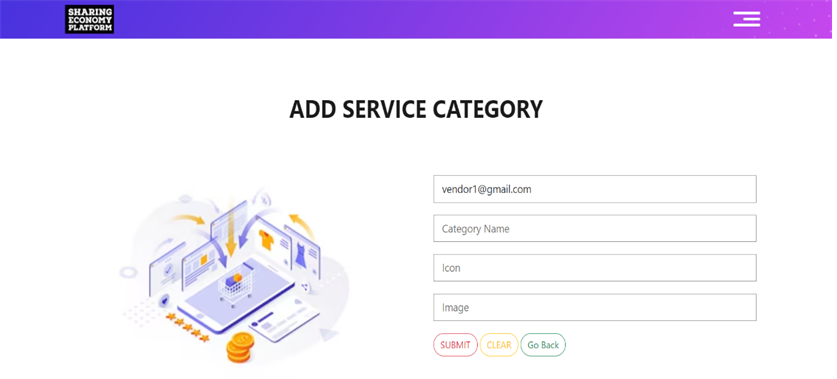 SHARING
ECONOMY
PLATFORM
ADD SERVICE CATEGORY
vendor1@gmail.com
Category Name
Icon
Image
SUBMIT
CLEAR
Go Back